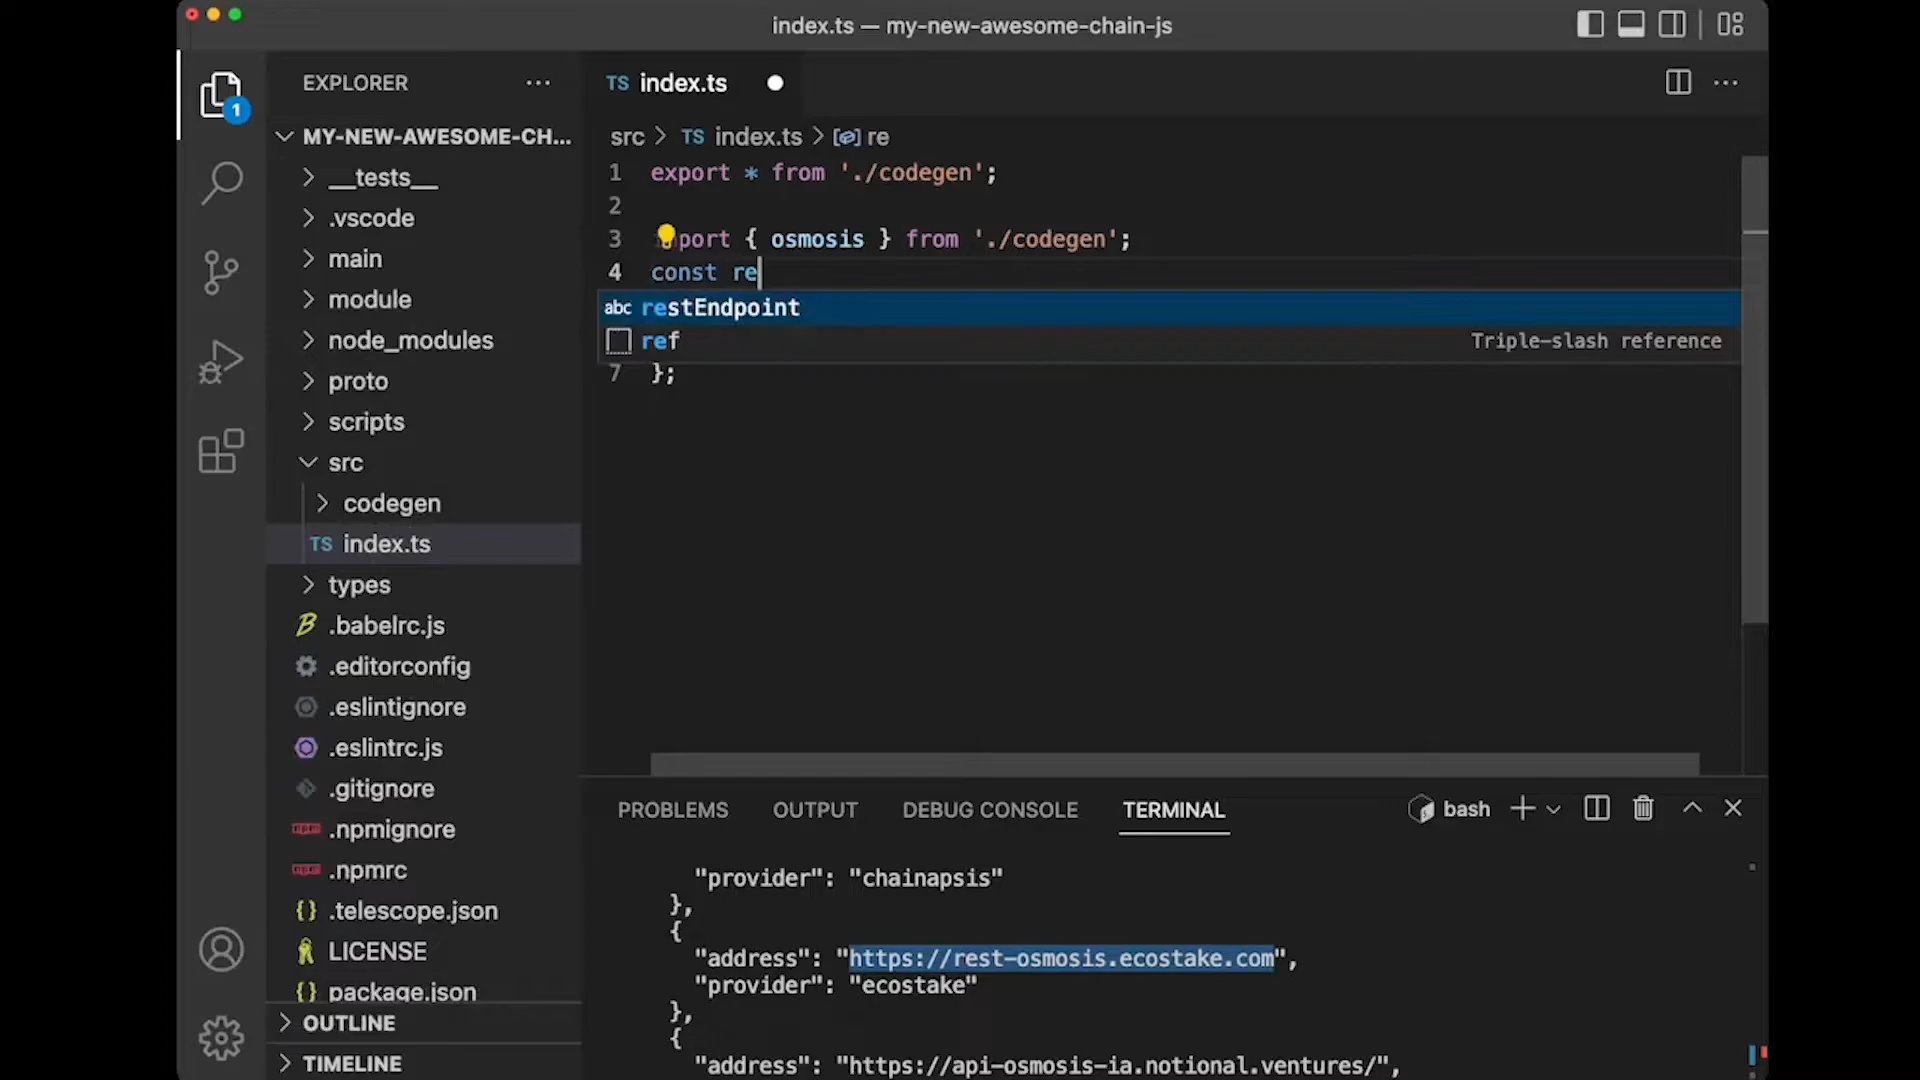 index.ts — my-new-awesome-chain-js
EXPLORER
1
MY-NEW-AWESOME-CH...
__tests__
.vscode
main
module
node_modules
proto
scripts
src
codegen
TS index.ts
types
.babelrc.js
.editorconfig
.eslintignore
.eslintrc.js
.gitignore
.npmignore
.npmrc
{} .telescope.json
LICENSE
{} package.json
OUTLINE
TIMELINE
TS index.ts
src > TS index.ts > re
1 export * from './codegen';
2
3 import { osmosis } from './codegen';
4 const re
abc restEndpoint
ref Triple-slash reference
7 };
PROBLEMS OUTPUT DEBUG CONSOLE TERMINAL bash
"provider": "chainapsis"
},
{
"address": "https://rest-osmosis.ecostake.com",
"provider": "ecostake"
},
{
"address": "https://api-osmosis-ia.notional.ventures/",